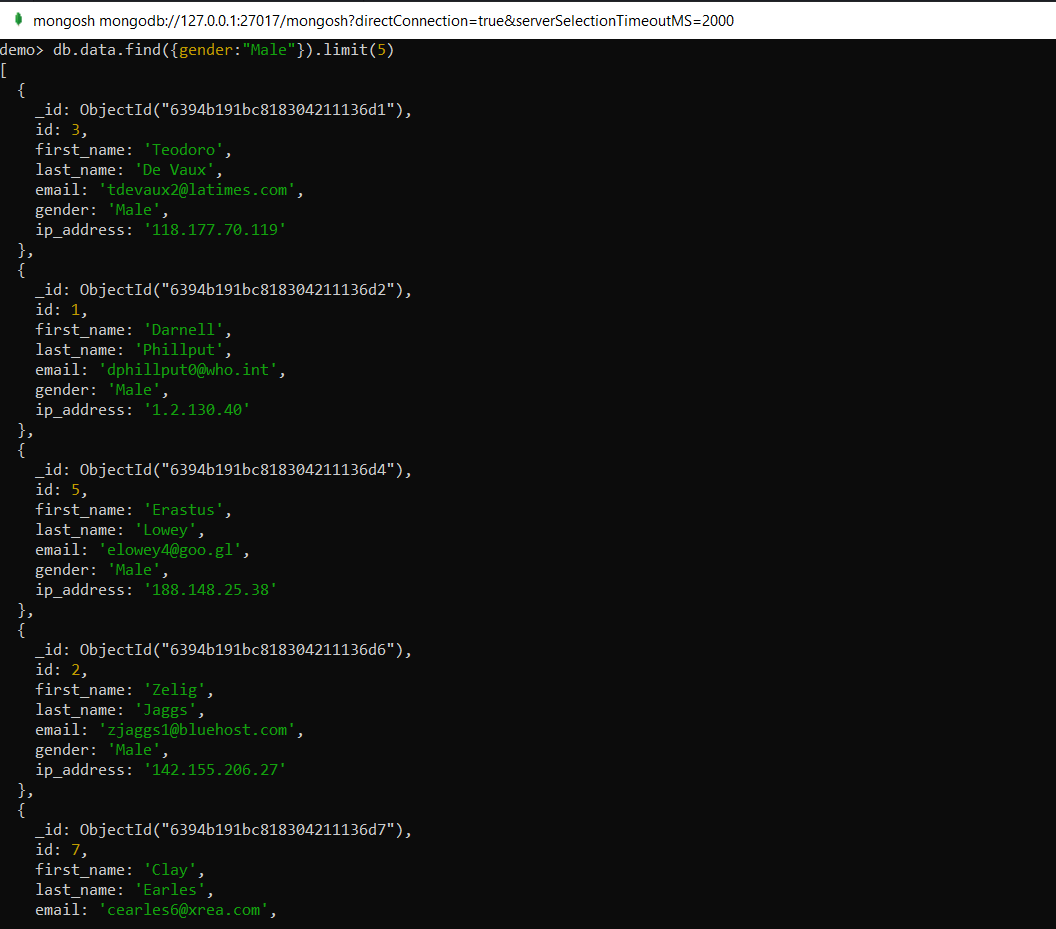 mongosh mongodb://127.0.0.1:27017/mongosh?directConnection=true&serverSelectionTimeoutMS=2000
demo> db.data.find({gender:"Male"}).limit(5)
[
  {
    _id: ObjectId("6394b191bc818304211136d1"),
    id: 3,
    first_name: 'Teodoro',
    last_name: 'De Vaux',
    email: 'tdevaux2@latimes.com',
    gender: 'Male',
    ip_address: '118.177.70.119'
  },
  {
    _id: ObjectId("6394b191bc818304211136d2"),
    id: 1,
    first_name: 'Darnell',
    last_name: 'Phillput',
    email: 'dphillput0@who.int',
    gender: 'Male',
    ip_address: '1.2.130.40'
  },
  {
    _id: ObjectId("6394b191bc818304211136d4"),
    id: 5,
    first_name: 'Erastus',
    last_name: 'Lowey',
    email: 'elowey4@goo.gl',
    gender: 'Male',
    ip_address: '188.148.25.38'
  },
  {
    _id: ObjectId("6394b191bc818304211136d6"),
    id: 2,
    first_name: 'Zelig',
    last_name: 'Jaggs',
    email: 'zjaggs1@bluehost.com',
    gender: 'Male',
    ip_address: '142.155.206.27'
  },
  {
    _id: ObjectId("6394b191bc818304211136d7"),
    id: 7,
    first_name: 'Clay',
    last_name: 'Earles',
    email: 'cearles6@xrea.com',